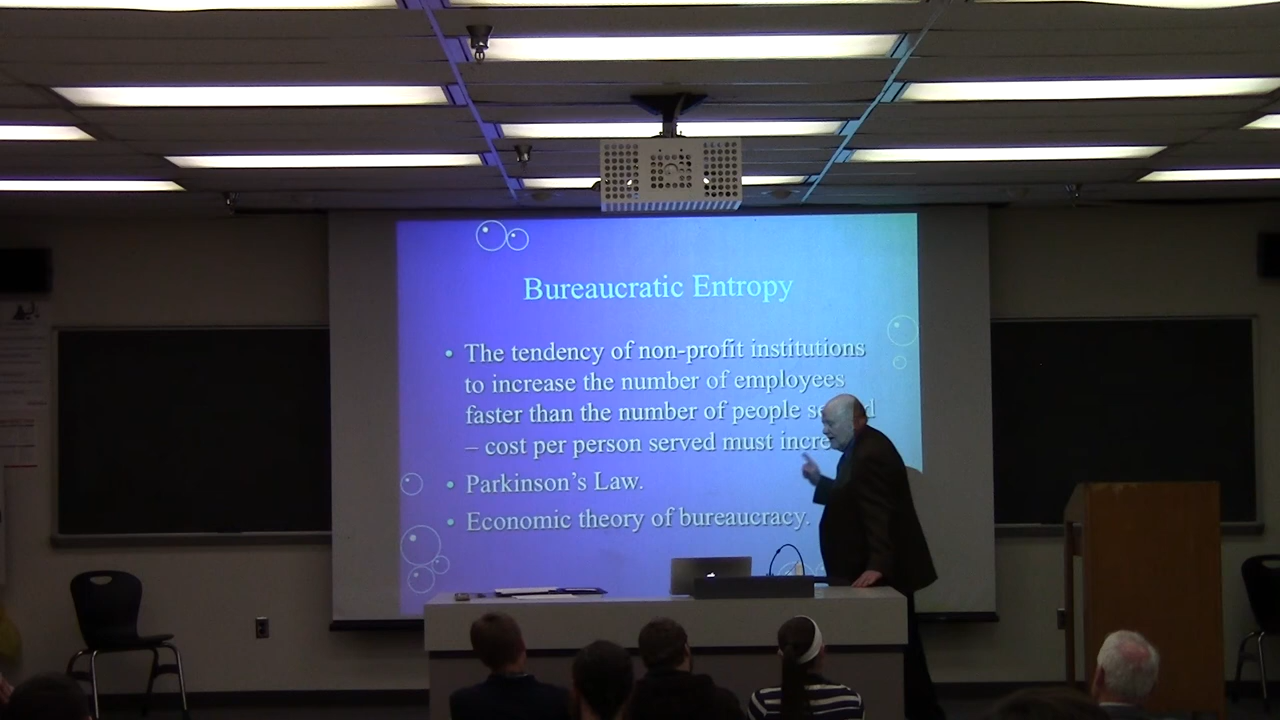 Bureaucratic Entropy
• The tendency of non-profit institutions
to increase the number of employees
faster than the number of people
– cost per person served must
• Parkinson's Law.
• Economic theory of bureaucracy.